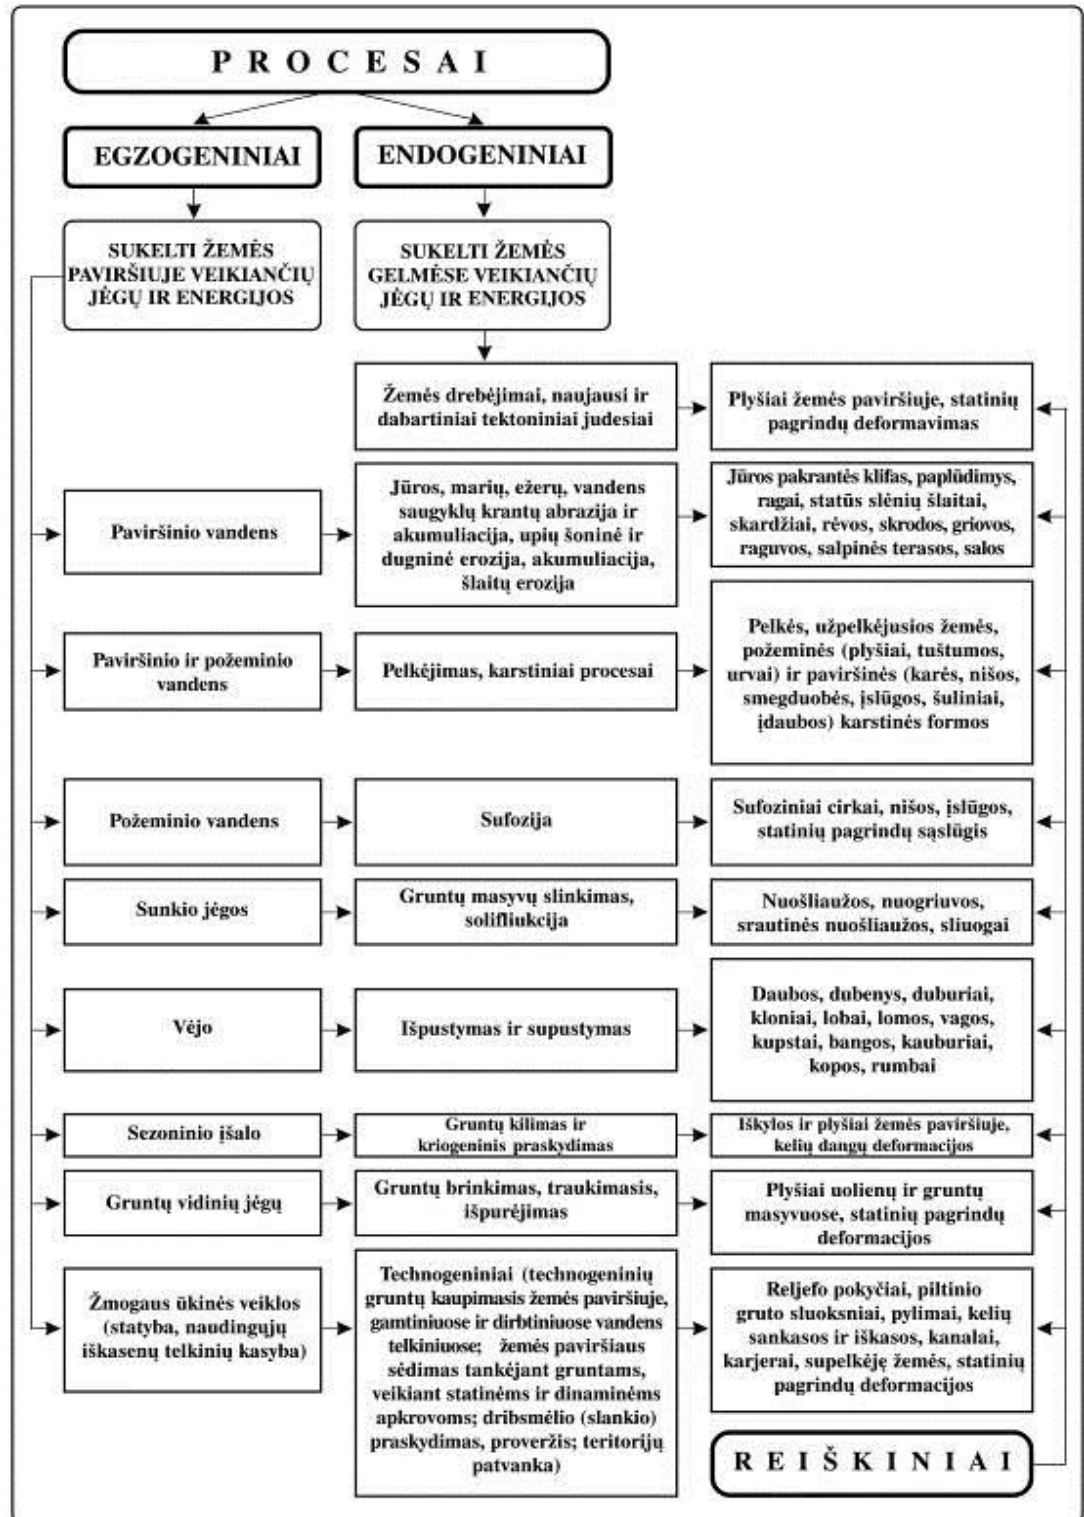 PROCESAI
EGZOGENINIAI
ENDOGENINIAI
SUKELTI ŽEMĖS
PAVIRŠIUJE VEIKIANČIŲ
JĖGŲ IR ENERGIJOS
SUKELTI ŽEMĖS
GELMĖSE VEIKIANČIŲ
JĖGŲ IR ENERGIJOS
Žemės drebėjimai, naujausi ir
dabartiniai tektoniniai judesiai
Plyšiai žemės paviršiuje, statinių
pagrindų deformavimas
Paviršinio vandens
Jūros, marių, ežerų, vandens
saugyklų krantų abrazija ir
akumuliacija, upių šoninė ir
dugninė erozija, akumuliacija,
šlaitų erozija
Jūros pakrantės klifas, paplūdimys,
ragai, statūs slėnių šlaitai,
skardžiai, rėvos, skrodos, griovos,
raguvos, salpinės terasos, salos
Paviršinio ir požeminio
vandens
Pelkėjimas, karstiniai procesai
Pelkės, užpelkėjusios žemės,
požeminės (plyšiai, tuštumos,
urvai) ir paviršinės (karės, nišos,
smegduobės, įslūgos, šuliniai,
įdaubos) karstinės formos
Požeminio vandens
Sufozija
Sufoziniai cirkai, nišos, įslūgos,
statinių pagrindų sąslūgis
Sunkio jėgos
Gruntų masyvų slinkimas,
solifliukcija
Nuošliaužos, nuogriuvos,
srautinės nuošliaužos, sliuogai
Vėjo
Išpustymas ir supustymas
Daubos, dubenys, duburiai,
kloniai, lobai, lomos, vagos,
kupstai, bangos, kauburiai,
kopos, rumbai
Sezoninio įšalo
Gruntų kilimas ir
kriogeninis praskydimas
Iškylos ir plyšiai žemės paviršiuje,
kelių dangų deformacijos
Gruntų vidinių jėgų
Gruntų brinkimas, traukimasis,
išpurėjimas
Plyšiai uolienų ir gruntų
masyvuose, statinių pagrindų
deformacijos
Žmogaus ūkinės veiklos
(statyba, naudingųjų
iškasenų telkinių kasyba)
Technogeniniai (technogeninių
gruntų kaupimasis žemės paviršiuje,
gamtiniuose ir dirbtiniuose vandens
telkiniuose; žemės paviršiaus
sėdimas tankėjant gruntams,
veikiant statinėms ir dinaminėms
apkrovoms; dribsmėlio (slankio)
praskydimas, proveržis; teritorijų
patvanka)
Reljefo pokyčiai, piltinio
gruto sluoksniai, pylimai, kelių
sankasos ir iškasos, kanalai,
karjerai, supelkėję žemės, statinių
pagrindų deformacijos
REIŠKINIAI